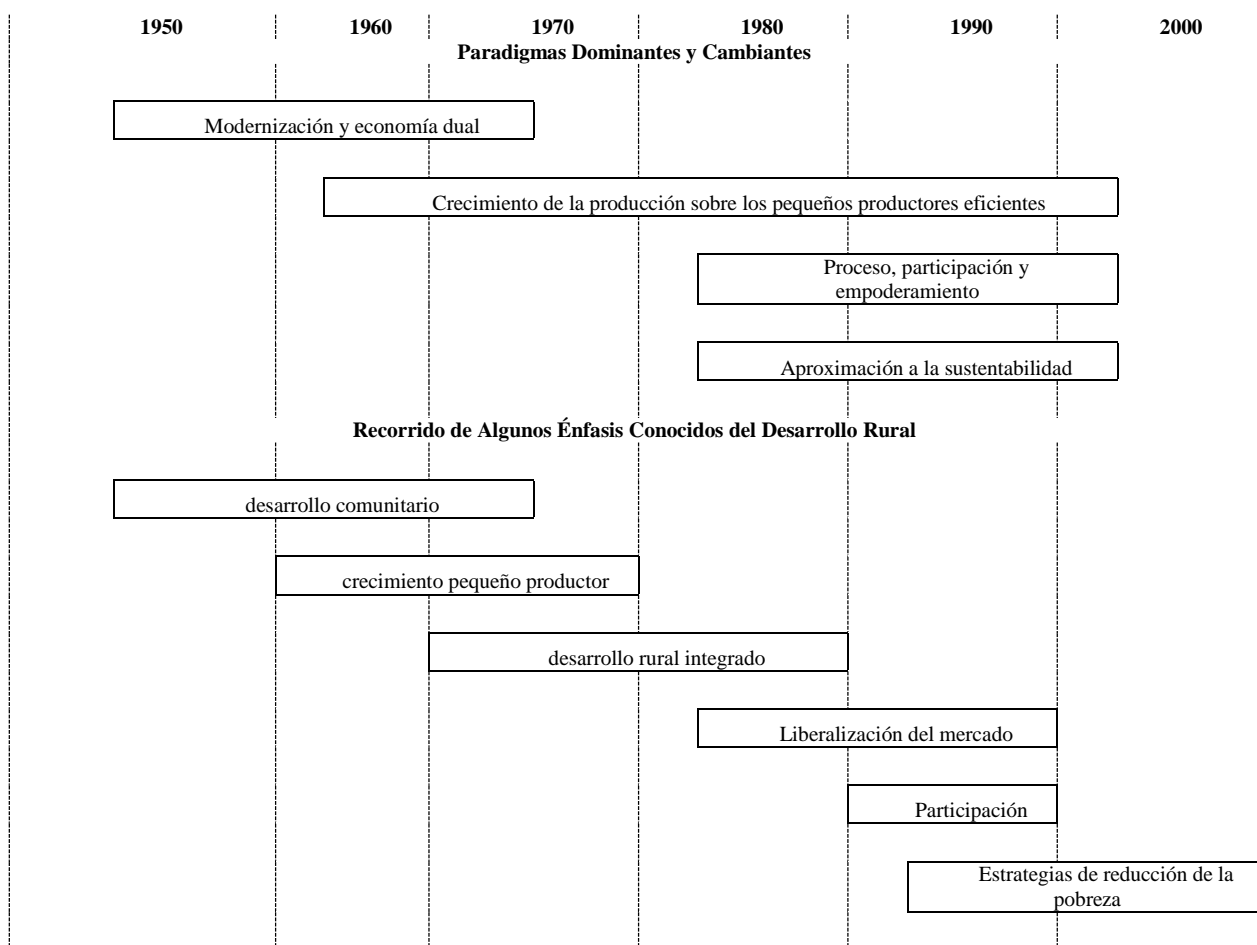 1950 1960 1970 1980 1990 2000
Paradigmas Dominantes y Cambiantes
Modernización y economía dual
Crecimiento de la producción sobre los pequeños productores eficientes
Proceso, participación y
empoderamiento
Aproximación a la sustentabilidad
Recorrido de Algunos Énfasis Conocidos del Desarrollo Rural
desarrollo comunitario
crecimiento pequeño productor
desarrollo rural integrado
Liberalización del mercado
Participación
Estrategias de reducción de la
pobreza